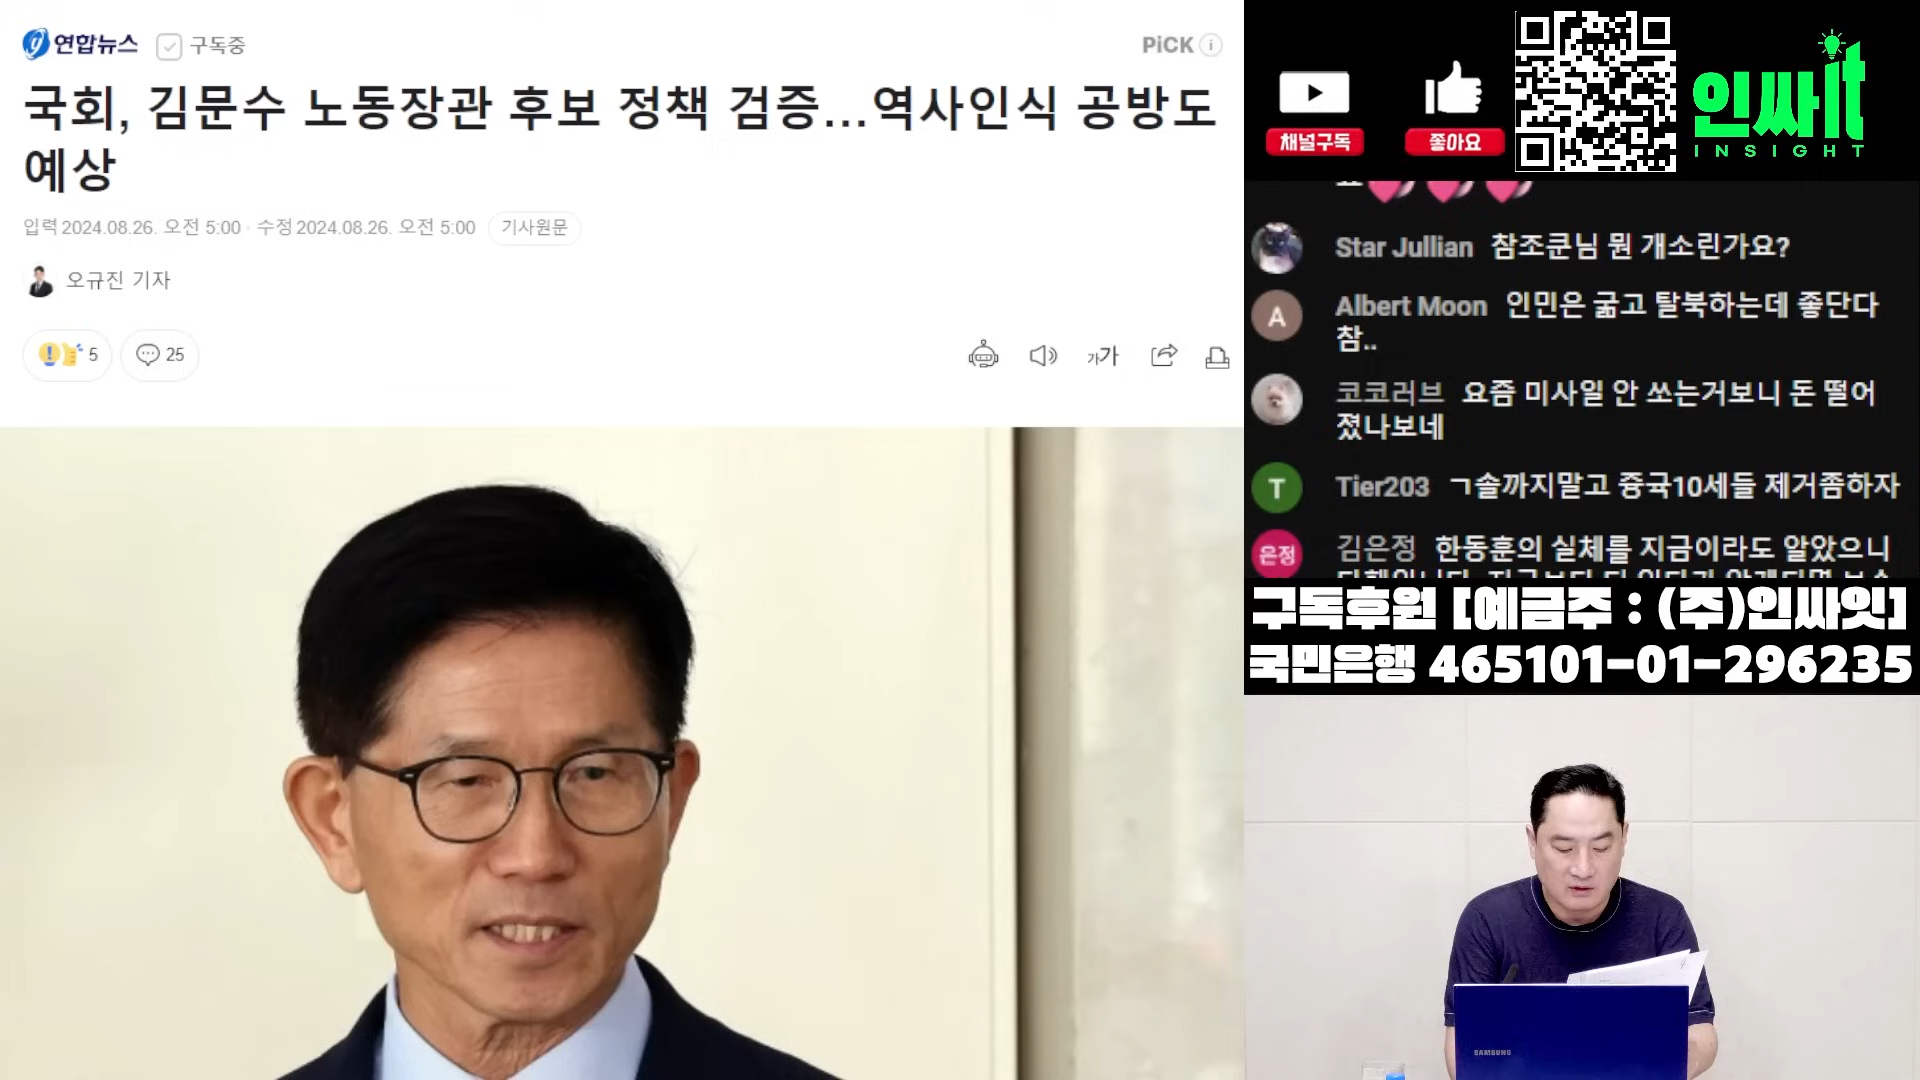 연합뉴스 구독중
PiCK
국회, 김문수 노동장관 후보 정책 검증…역사인식 공방도
예상
입력 2024.08.26. 오전 5:00 · 수정 2024.08.26. 오전 5:00 기사원문
오규진 기자
5 25
가가
채널구독
좋아요
인싸it
INSIGHT
Star Jullian 참조쿤님 뭔 개소린가요?
A
Albert Moon 인민은 굶고 탈북하는데 좋단다
참..
코코러브 요즘 미사일 안 쏘는거보니 돈 떨어
졌나보네
T
Tier203 ㄱ솔까지말고 즁귝10세들 제거좀하자
은정
김은정 한동훈의 실체를 지금이라도 알았으니
구독후원 [예금주 : (주)인싸잇]
국민은행 465101-01-296235
SAMSUNG